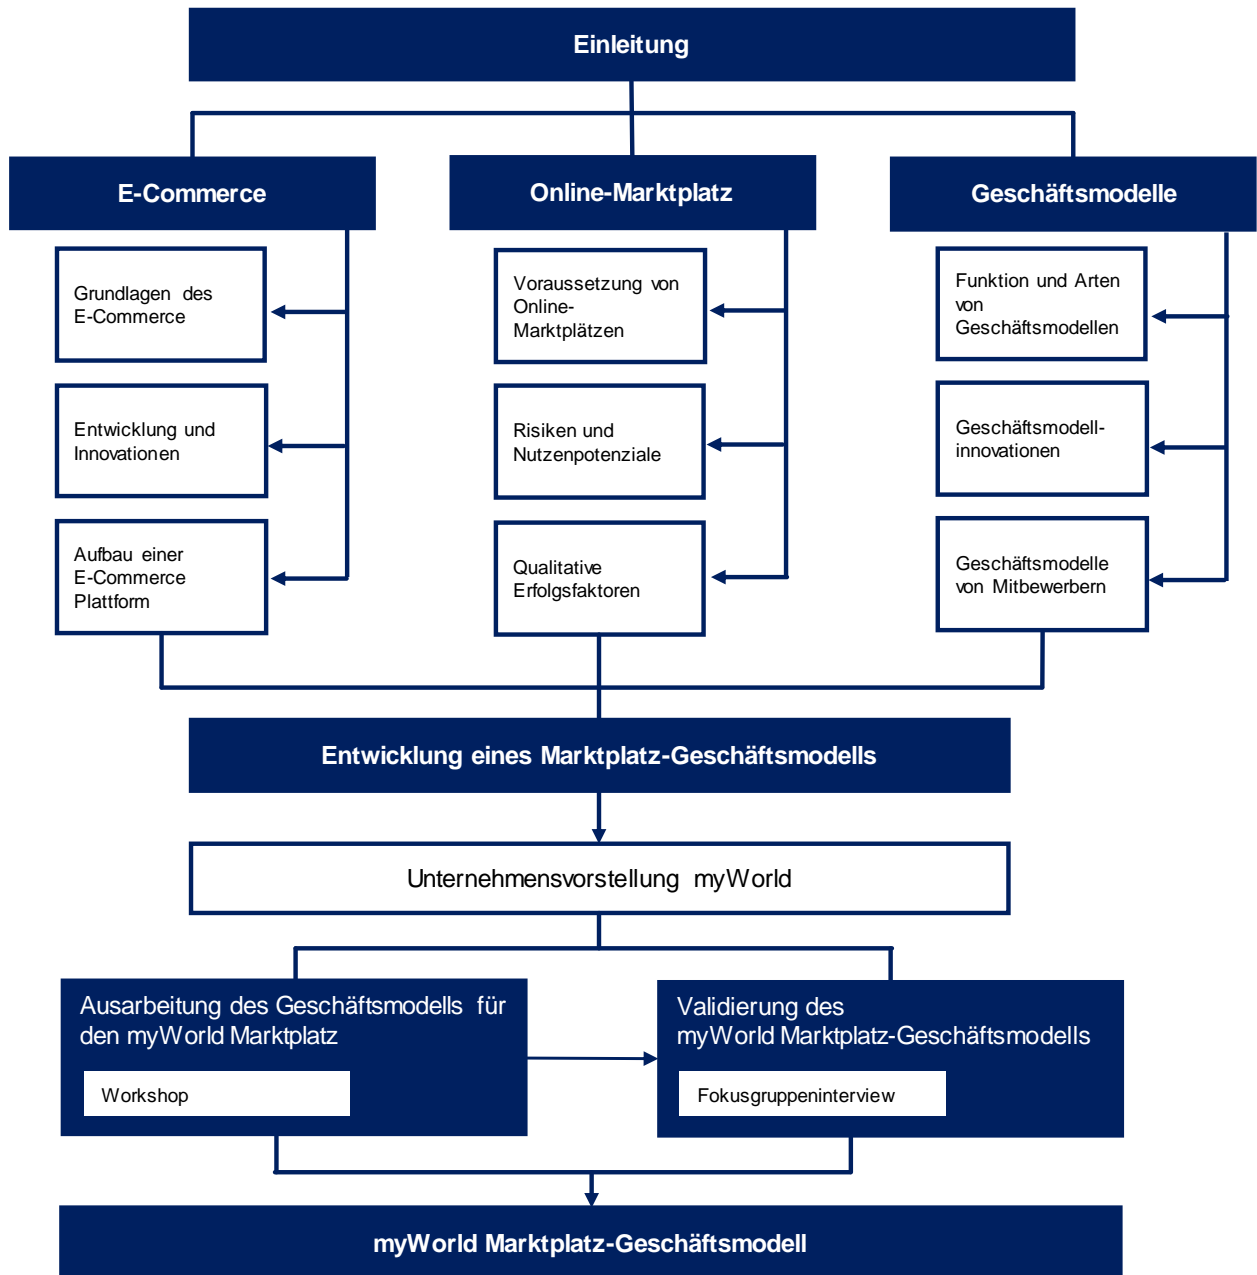 Einleitung
E-Commerce
Online-Marktplatz
Geschäftsmodelle
Grundlagen des
E-Commerce
Entwicklung und
Innovationen
Aufbau einer
E-Commerce
Plattform
Voraussetzung von
Online-
Marktplätzen
Risiken und
Nutzenpotenziale
Qualitative
Erfolgsfaktoren
Funktion und Arten
von
Geschäftsmodellen
Geschäftsmodell-
innovationen
Geschäftsmodelle
von Mitbewerbern
Entwicklung eines Marktplatz-Geschäftsmodells
Unternehmensvorstellung myWorld
Ausarbeitung des Geschäftsmodells für
den myWorld Marktplatz
Workshop
Validierung des
myWorld Marktplatz-Geschäftsmodells
Fokusgruppeninterview
myWorld Marktplatz-Geschäftsmodell